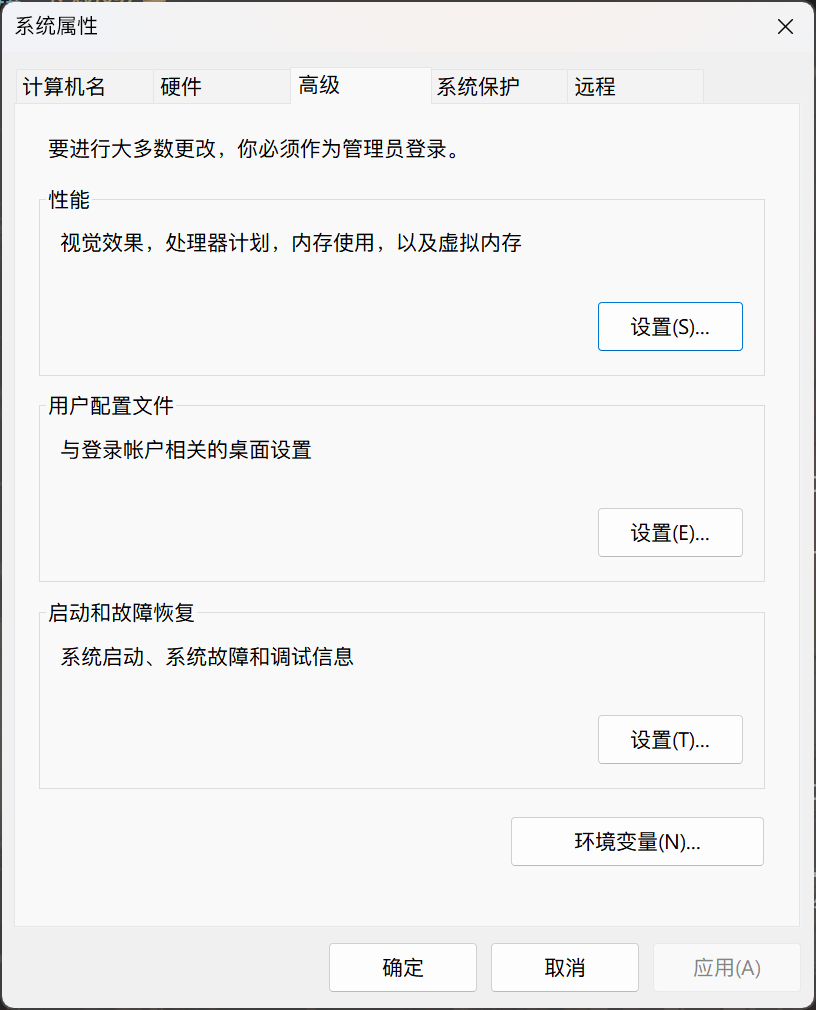 系统属性
计算机名 硬件 高级 系统保护 远程
要进行大多数更改，你必须作为管理员登录。
性能
视觉效果，处理器计划，内存使用，以及虚拟内存
设置(S)...
用户配置文件
与登录帐户相关的桌面设置
设置(E)...
启动和故障恢复
系统启动、系统故障和调试信息
设置(T)...
环境变量(N)...
确定 取消 应用(A)